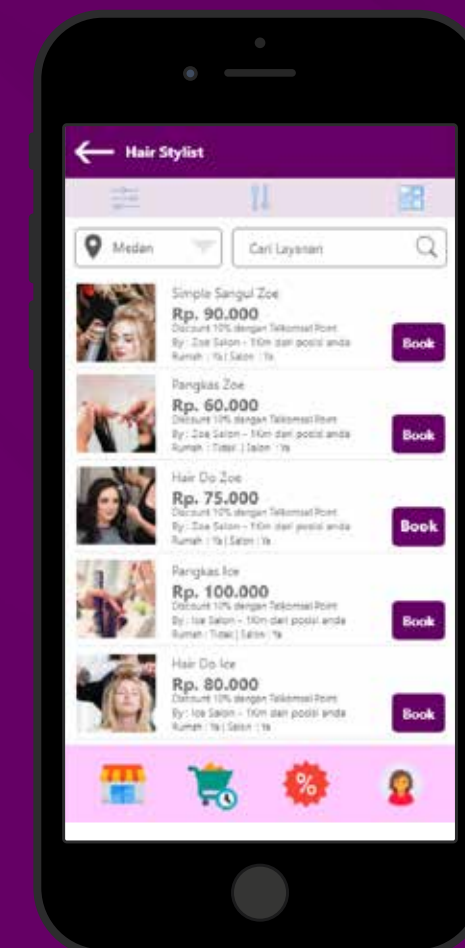 Hair Stylist
Medan
Cari Layanan
Simple Sangul Zoe
Rp. 90.000
Discount 10% dengan Telkomsel Point
By : Zoe Salon - 1Km dari posisi anda
Rumah : Ya | Salon : Ya
Book
Pangkas Zoe
Rp. 60.000
Discount 10% dengan Telkomsel Point
By : Zoe Salon - 1Km dari posisi anda
Rumah : Tidak | Salon : Ya
Book
Hair Do Zoe
Rp. 75.000
Discount 10% dengan Telkomsel Point
By : Zoe Salon - 1Km dari posisi anda
Rumah : Ya | Salon : Ya
Book
Pangkas Ice
Rp. 100.000
Discount 10% dengan Telkomsel Point
By : Ice Salon - 1Km dari posisi anda
Rumah : Tidak | Salon : Ya
Book
Hair Do Ice
Rp. 80.000
Discount 10% dengan Telkomsel Point
By : Ice Salon - 1Km dari posisi anda
Rumah : Ya | Salon : Ya
Book
%